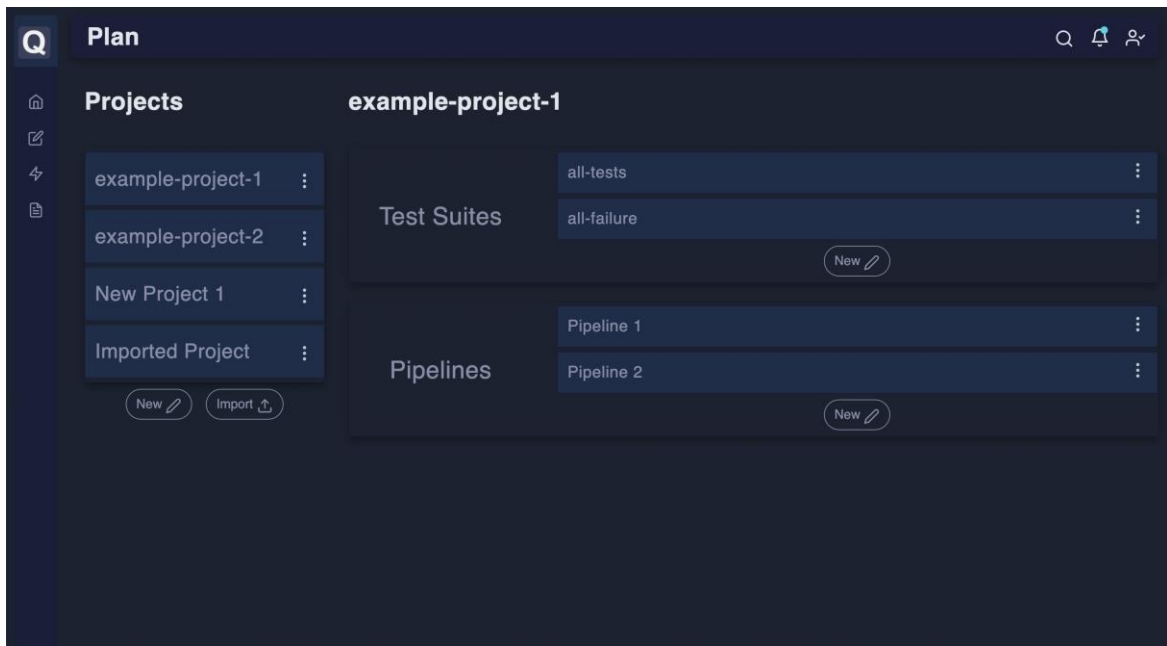 Q
Plan
Projects
example-project-1
example-project-2
New Project 1
Imported Project
New
Import
example-project-1
Test Suites
all-tests
all-failure
New
Pipelines
Pipeline 1
Pipeline 2
New